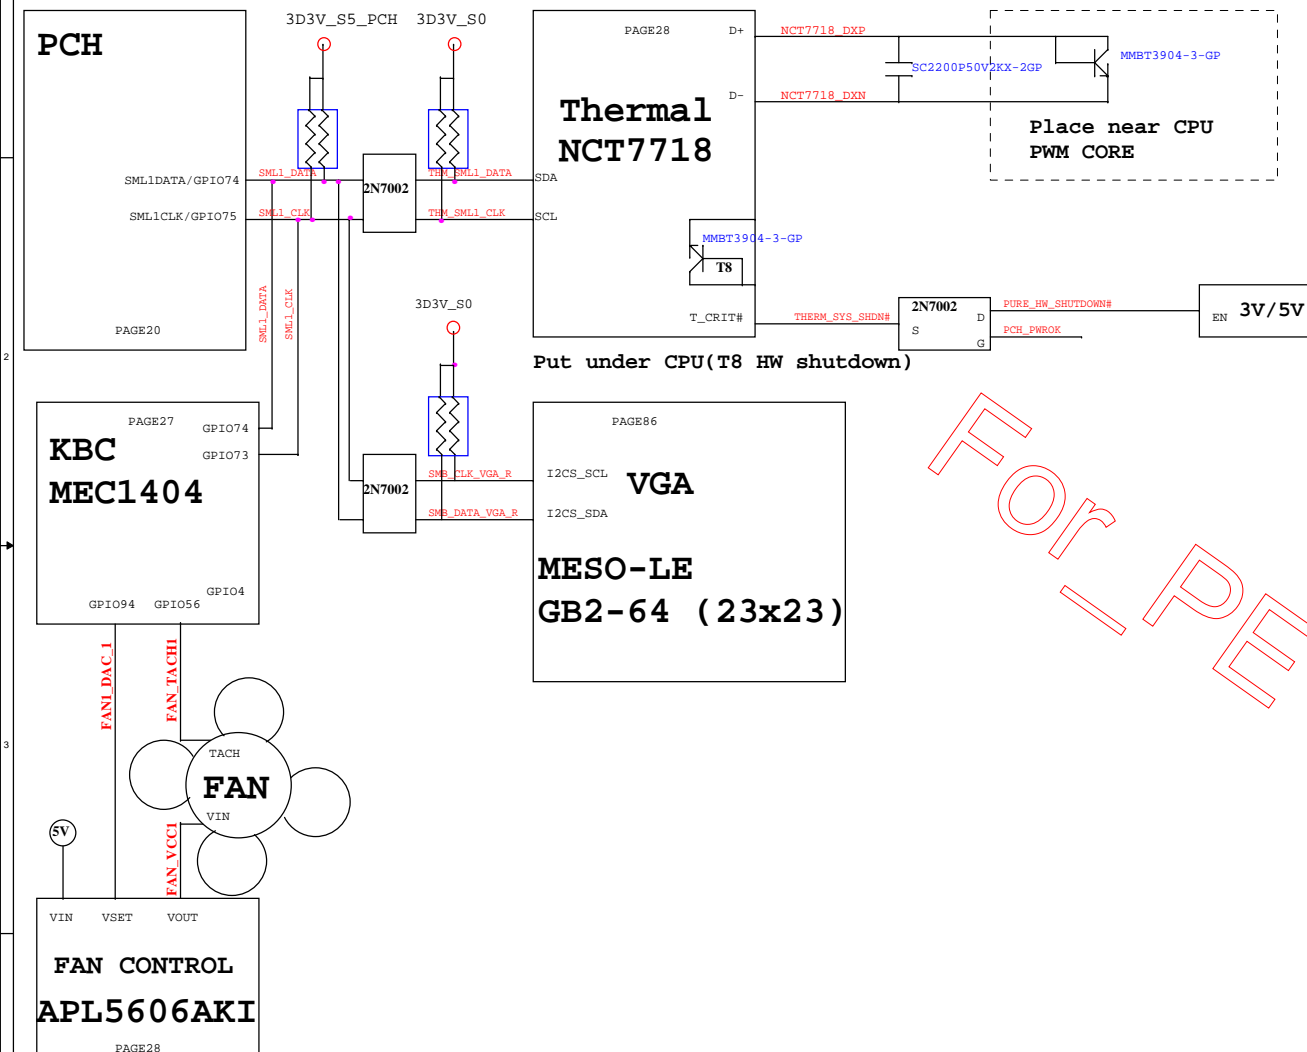 3D3V_S5_PCH
3D3V_S0
PCH
SML1DATA/GPIO74
SML1CLK/GPIO75
PAGE20
SML1_DATA
SML1_CLK
SML1_DATA
SML1_CLK
2N7002
THM_SML1_DATA
THM_SML1_CLK
PAGE28
Thermal
NCT7718
SDA
SCL
D+
D-
NCT7718_DXP
NCT7718_DXN
SC2200P50V2KX-2GP
MMBT3904-3-GP
Place near CPU
PWM CORE
MMBT3904-3-GP
T8
T_CRIT#
THERM_SYS_SHDN#
2N7002
S
D
G
PURE_HW_SHUTDOWN#
PCH_PWROK
EN
3V/5V
Put under CPU(T8 HW shutdown)
3D3V_S0
2
PAGE27
KBC
MEC1404
GPIO74
GPIO73
GPIO4
GPIO94
GPIO56
2N7002
SMB_CLK_VGA_R
SMB_DATA_VGA_R
PAGE86
I2CS_SCL
VGA
I2CS_SDA
MESO-LE
GB2-64 (23x23)
For_PE
FAN1_DAC_1
FAN_TACH1
3
TACH
FAN
VIN
5V
FAN_VCC1
VIN
VSET
VOUT
FAN CONTROL
APL5606AKI
PAGE28